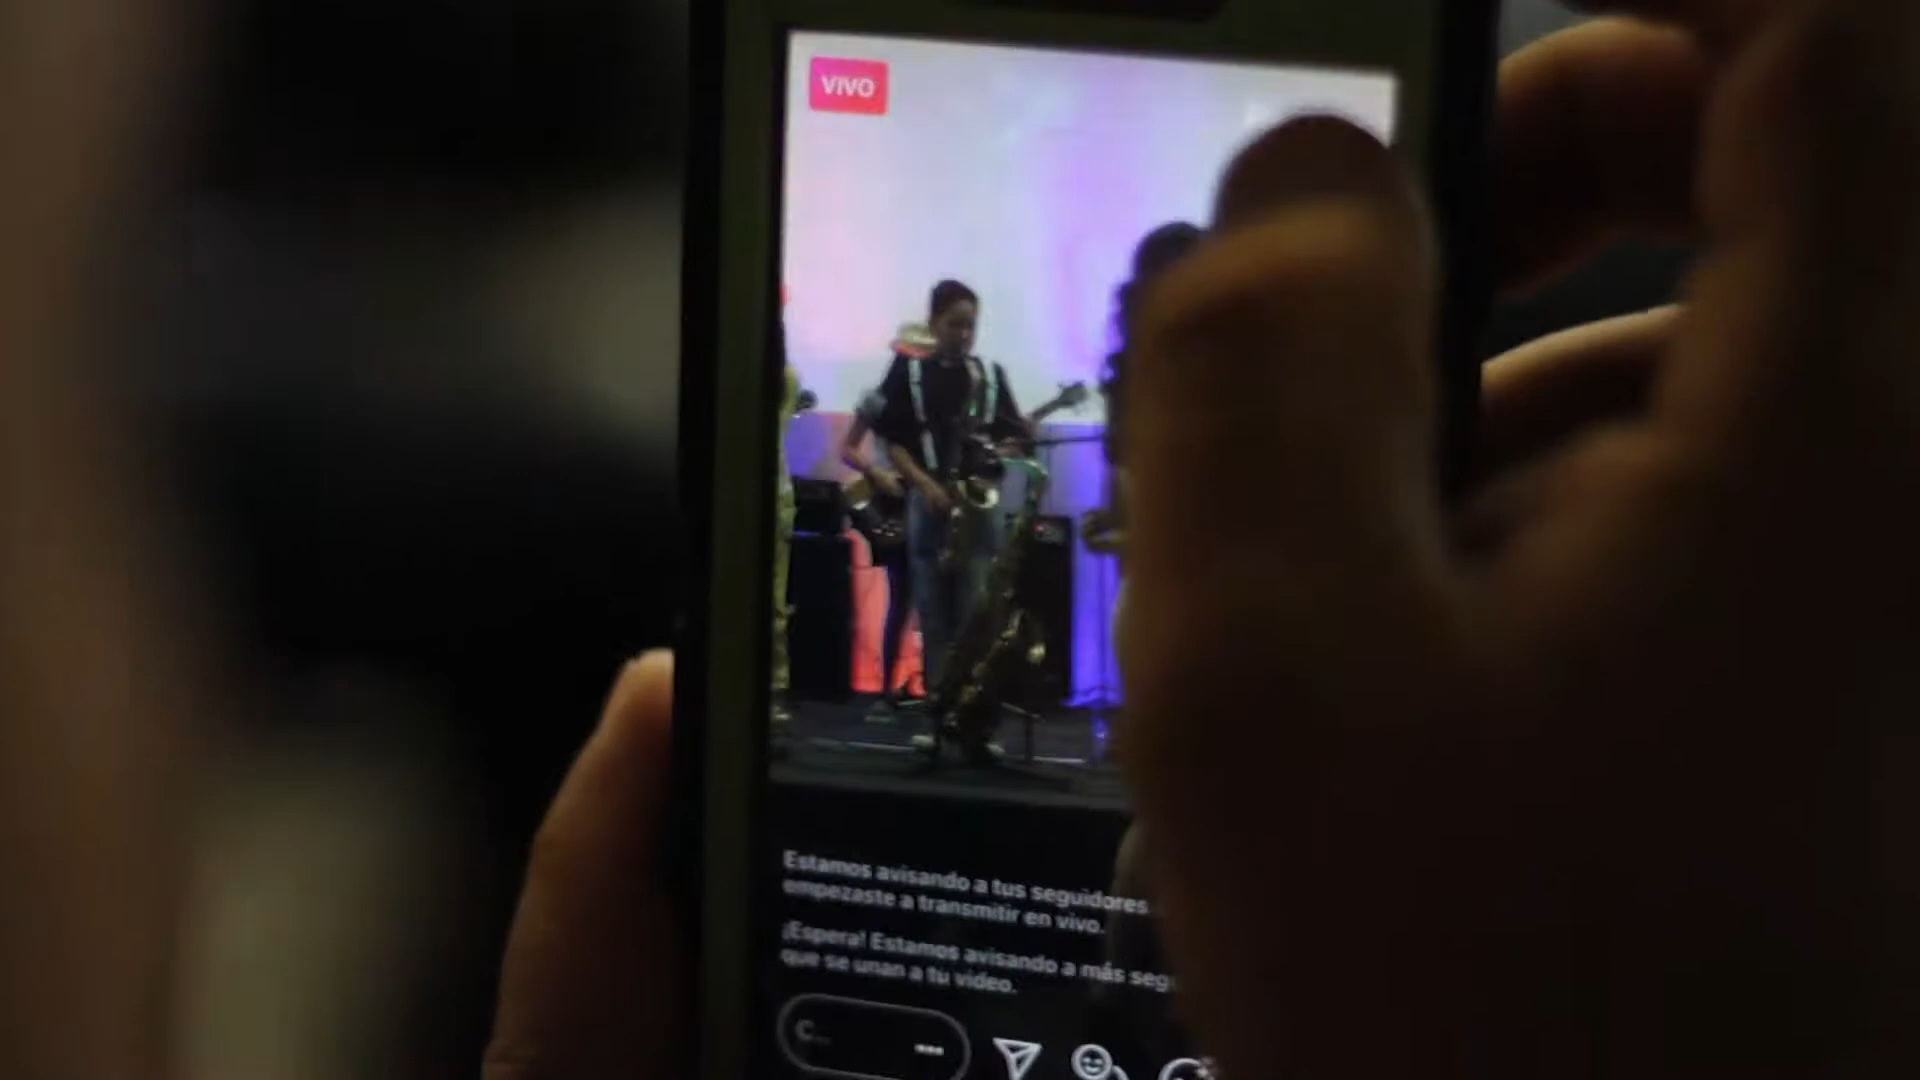 VIVO
Estamos avisando a tus seguidores
empezaste a transmitir en vivo.
¡Espera! Estamos avisando a más seg
que se unan a tu video.
C...